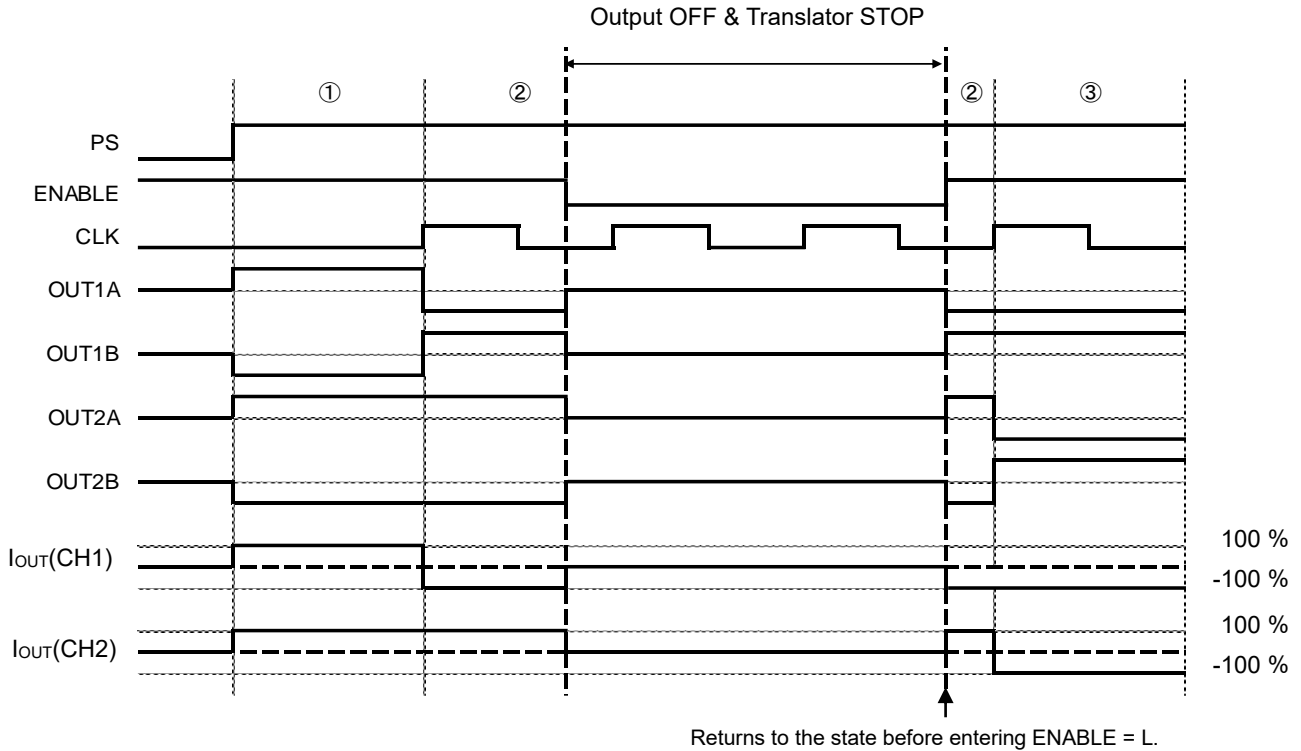 Output OFF & Translator STOP
① ② ② ③
PS
ENABLE
CLK
OUT1A
OUT1B
OUT2A
OUT2B
IOUT(CH1)
100 %
-100 %
IOUT(CH2)
100 %
-100 %
Returns to the state before entering ENABLE = L.